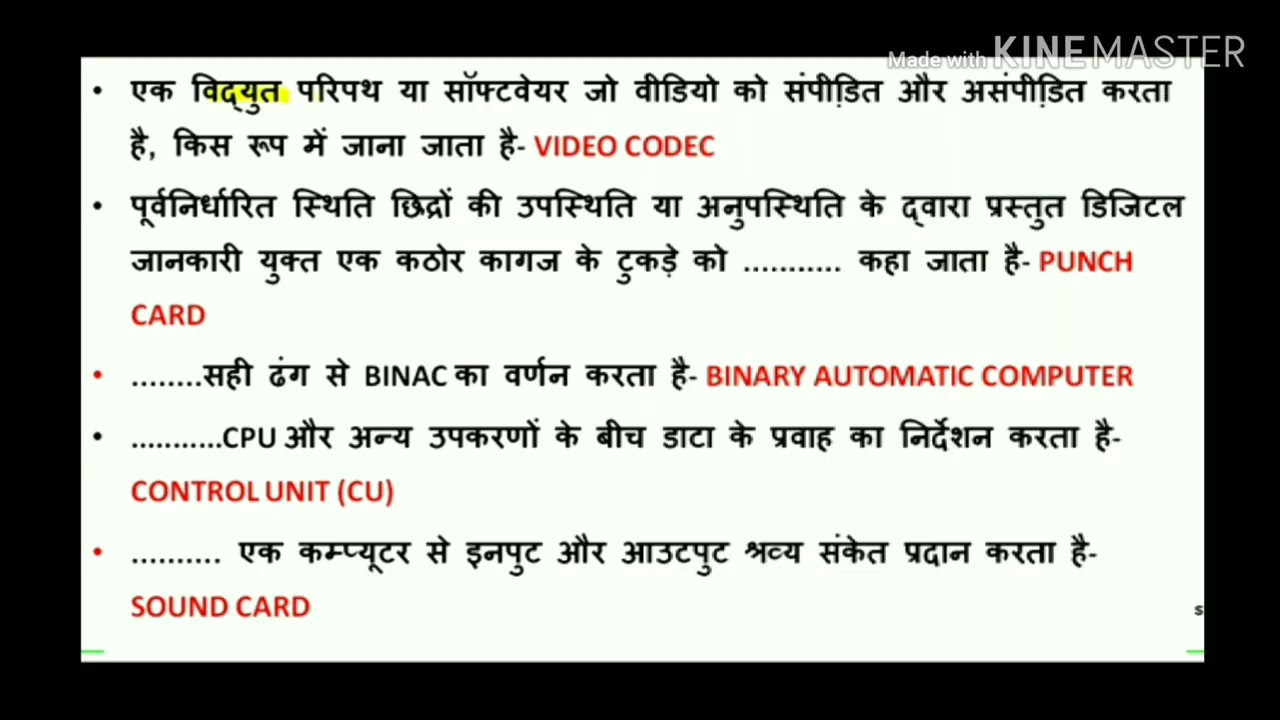 Made with KINEMASTER
• एक विद्युत परिपथ या सॉफ्टवेयर जो वीडियो को संपीड़ित और असंपीड़ित करता
है, किस रूप में जाना जाता है- VIDEO CODEC
• पूर्वनिर्धारित स्थिति छिद्रों की उपस्थिति या अनुपस्थिति के द्वारा प्रस्तुत डिजिटल
जानकारी युक्त एक कठोर कागज के टुकड़े को ........... कहा जाता है- PUNCH
CARD
• ........सही ढंग से BINAC का वर्णन करता है- BINARY AUTOMATIC COMPUTER
• ...........CPU और अन्य उपकरणों के बीच डाटा के प्रवाह का निर्देशन करता है-
CONTROL UNIT (CU)
• .......... एक कम्प्यूटर से इनपुट और आउटपुट श्रव्य संकेत प्रदान करता है-
SOUND CARD
s